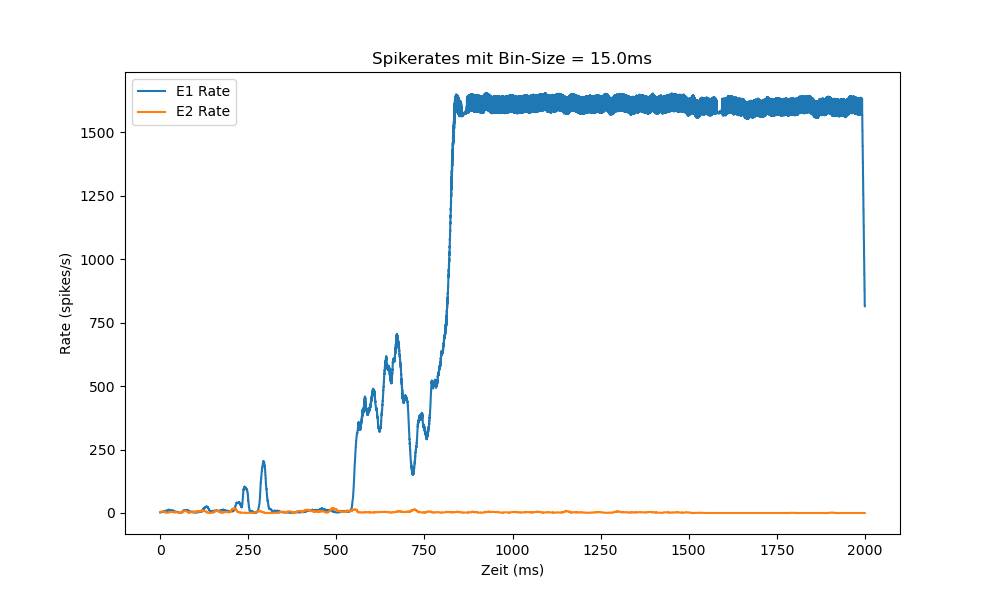 Spikerates mit Bin-Size = 15.0ms
E1 Rate
E2 Rate
1500
1250
1000
750
500
250
0
Rate (spikes/s)
0 250 500 750 1000 1250 1500 1750 2000
Zeit (ms)